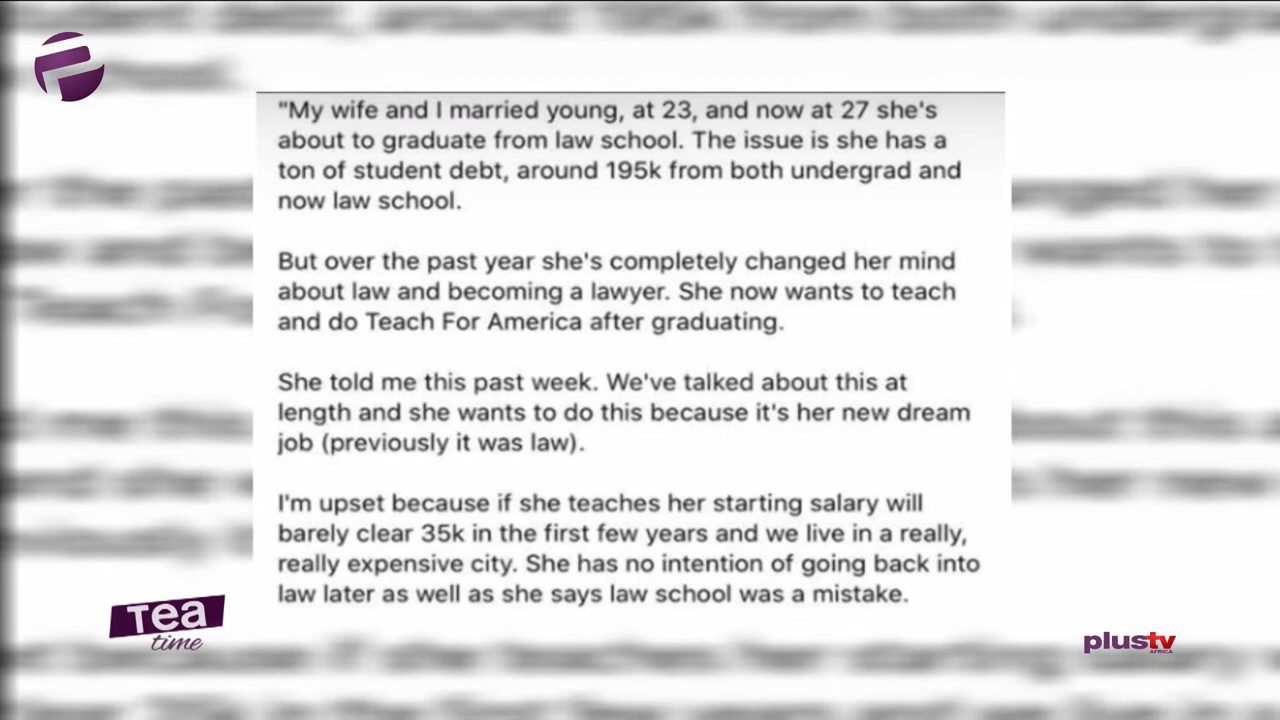 "My wife and I married young, at 23, and now at 27 she's
about to graduate from law school. The issue is she has a
ton of student debt, around 195k from both undergrad and
now law school.
But over the past year she's completely changed her mind
about law and becoming a lawyer. She now wants to teach
and do Teach For America after graduating.
She told me this past week. We've talked about this at
length and she wants to do this because it's her new dream
job (previously it was law).
I'm upset because if she teaches her starting salary will
barely clear 35k in the first few years and we live in a really,
really expensive city. She has no intention of going back into
law later as well as she says law school was a mistake.
Tea
time
plustv
AFRICA